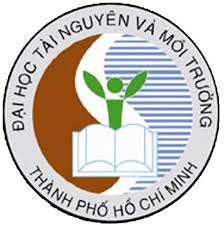 ĐẠI HỌC TÀI NGUYÊN VÀ MÔI TRƯỜNG
THÀNH PHỐ HỒ CHÍ MINH